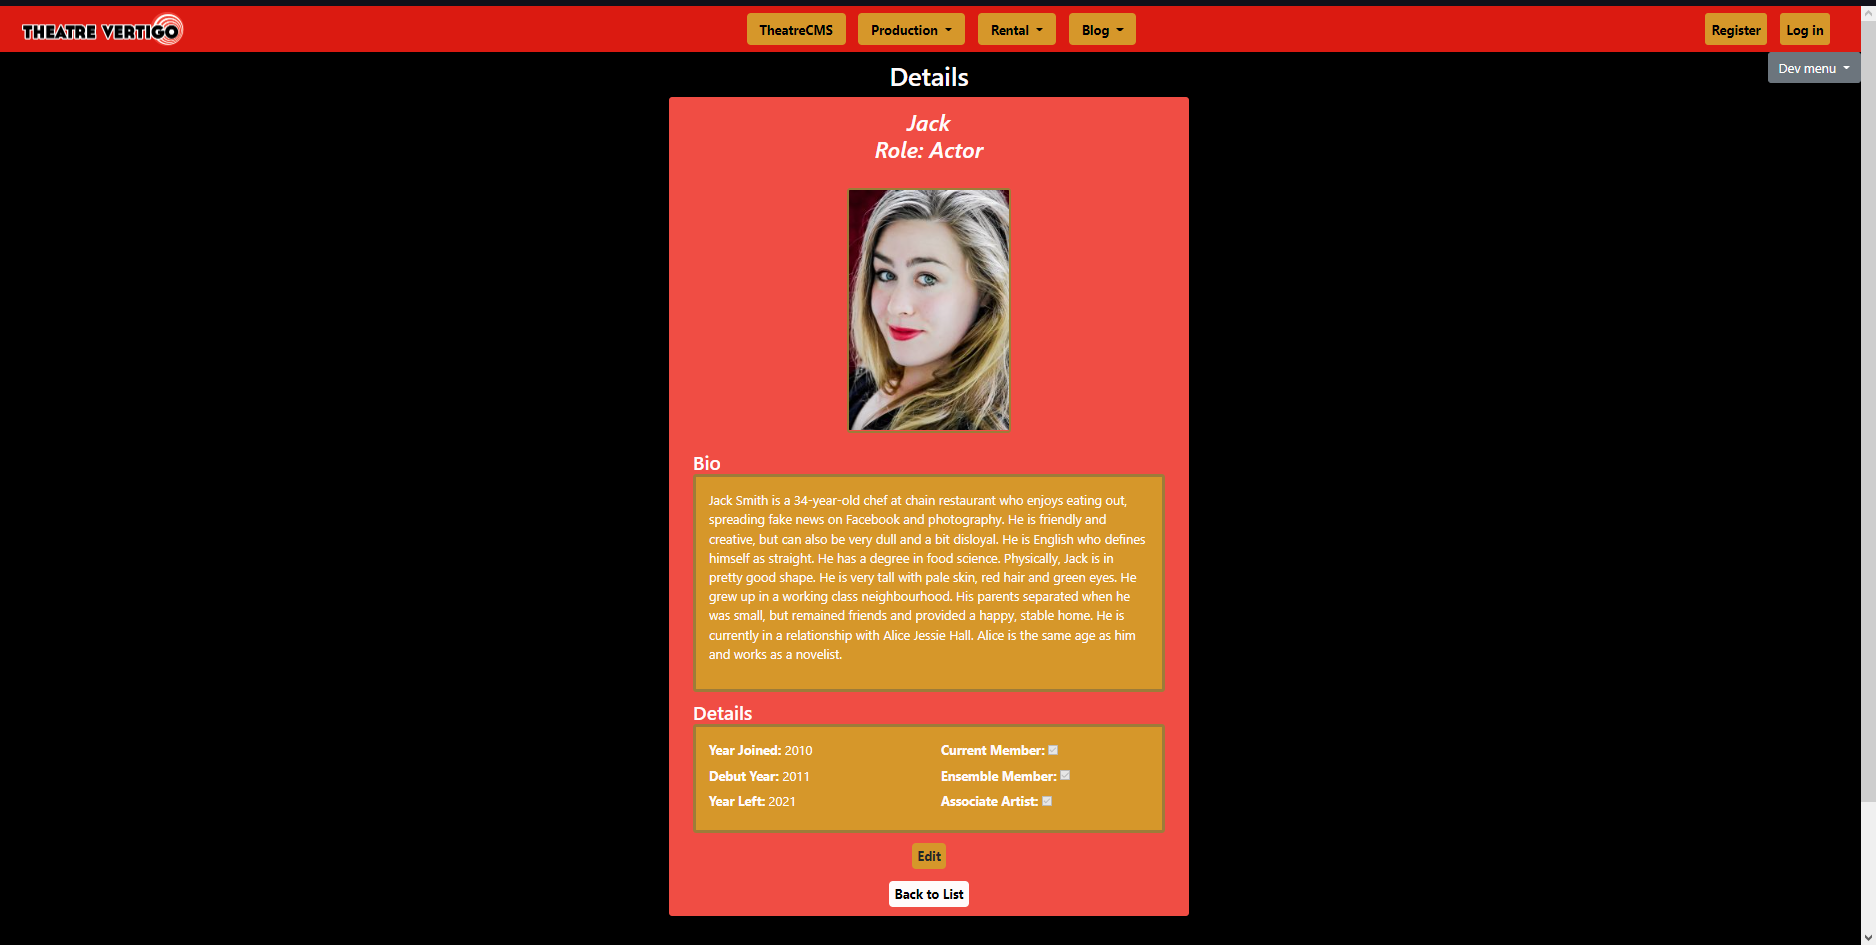 THEATRE VERTIGO
TheatreCMS
Production
Rental
Blog
Register
Log in
Dev menu
Details
Jack
Role: Actor
Bio
Jack Smith is a 34-year-old chef at chain restaurant who enjoys eating out,
spreading fake news on Facebook and photography. He is friendly and
creative, but can also be very dull and a bit disloyal. He is English who defines
himself as straight. He has a degree in food science. Physically, Jack is in
pretty good shape. He is very tall with pale skin, red hair and green eyes. He
grew up in a working class neighbourhood. His parents separated when he
was small, but remained friends and provided a happy, stable home. He is
currently in a relationship with Alice Jessie Hall. Alice is the same age as him
and works as a novelist.
Details
Year Joined: 2010
Debut Year: 2011
Year Left: 2021
Current Member:
Ensemble Member:
Associate Artist:
Edit
Back to List